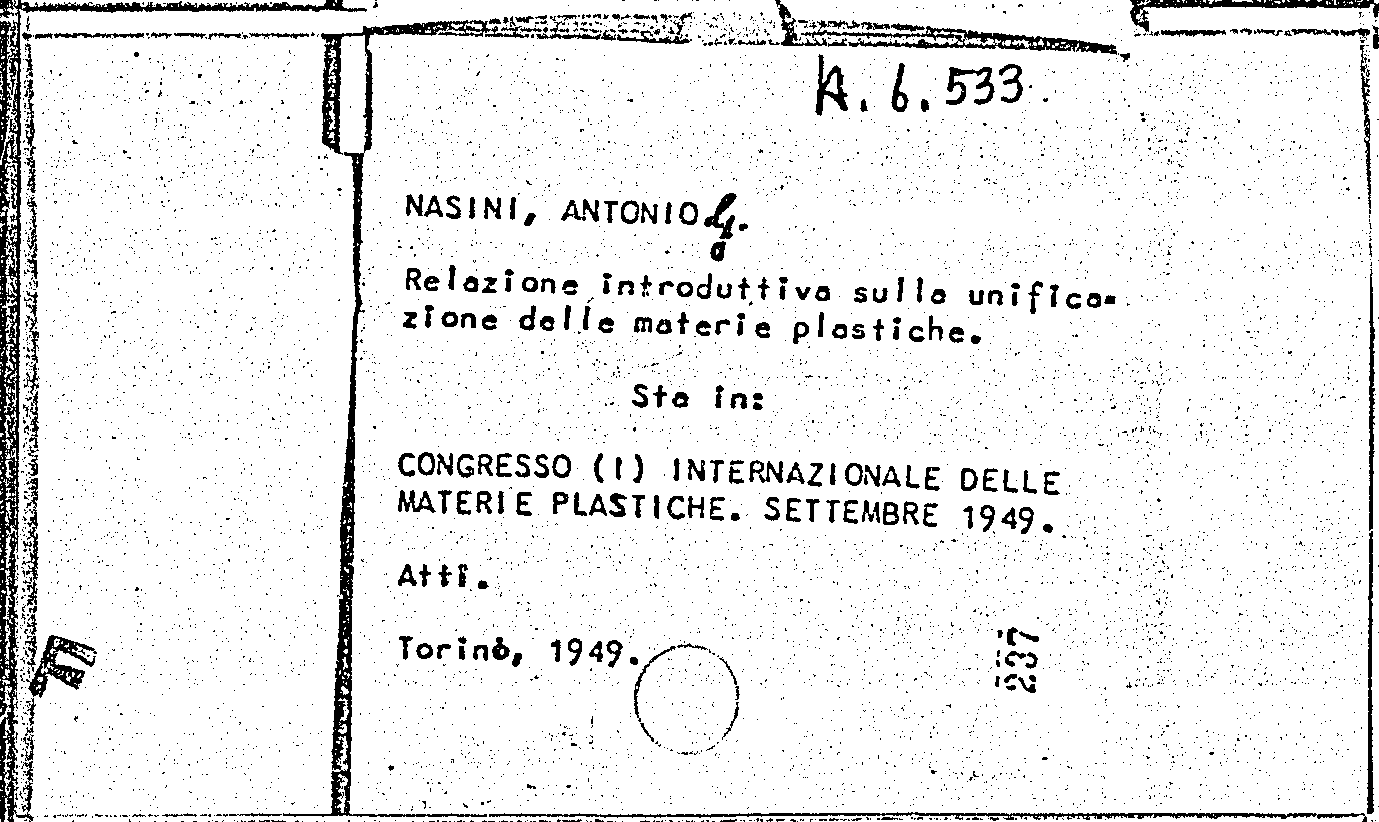 A. 6. 533
NASINI, ANTONIO
Relazione introduttiva sulla unifica-
zione delle materie plastiche.
Sta in:
CONGRESSO (I) INTERNAZIONALE DELLE
MATERIE PLASTICHE. SETTEMBRE 1949.
Atti.
Torino, 1949.
237